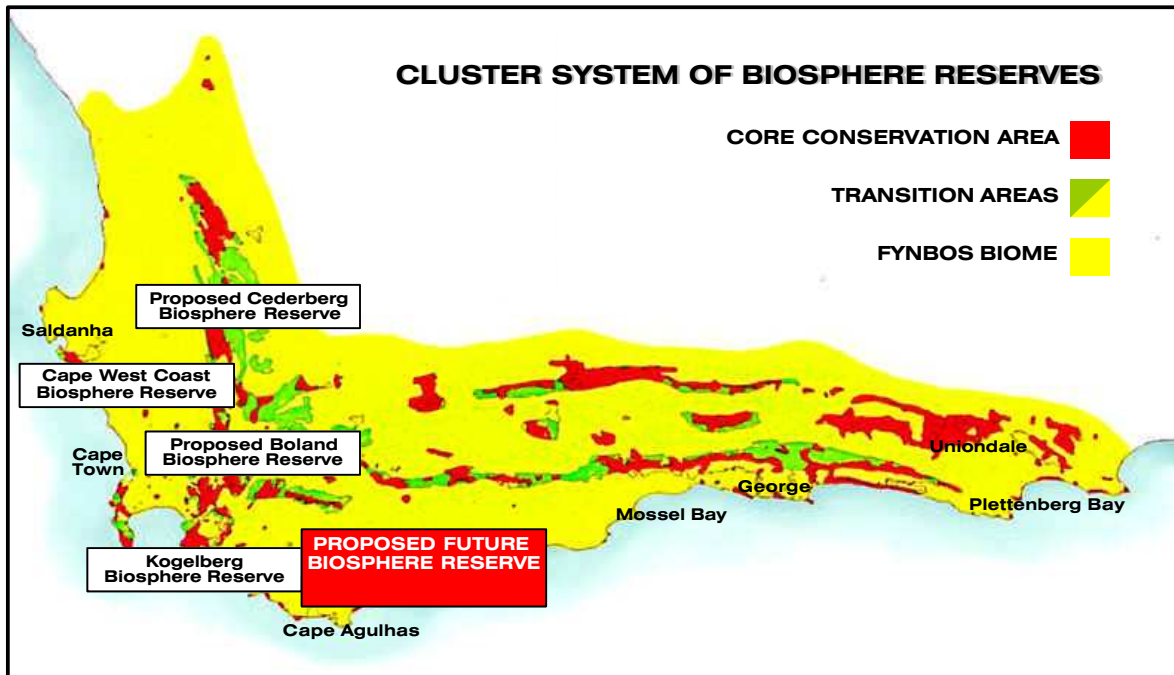 CLUSTER SYSTEM OF BIOSPHERE RESERVES
CORE CONSERVATION AREA
TRANSITION AREAS
FYNBOS BIOME
Proposed Cederberg
Biosphere Reserve
Saldanha
Cape West Coast
Biosphere Reserve
Proposed Boland
Biosphere Reserve
Cape
Town
Uniondale
George
Plettenberg Bay
Mossel Bay
PROPOSED FUTURE
BIOSPHERE RESERVE
Kogelberg
Biosphere Reserve
Cape Agulhas